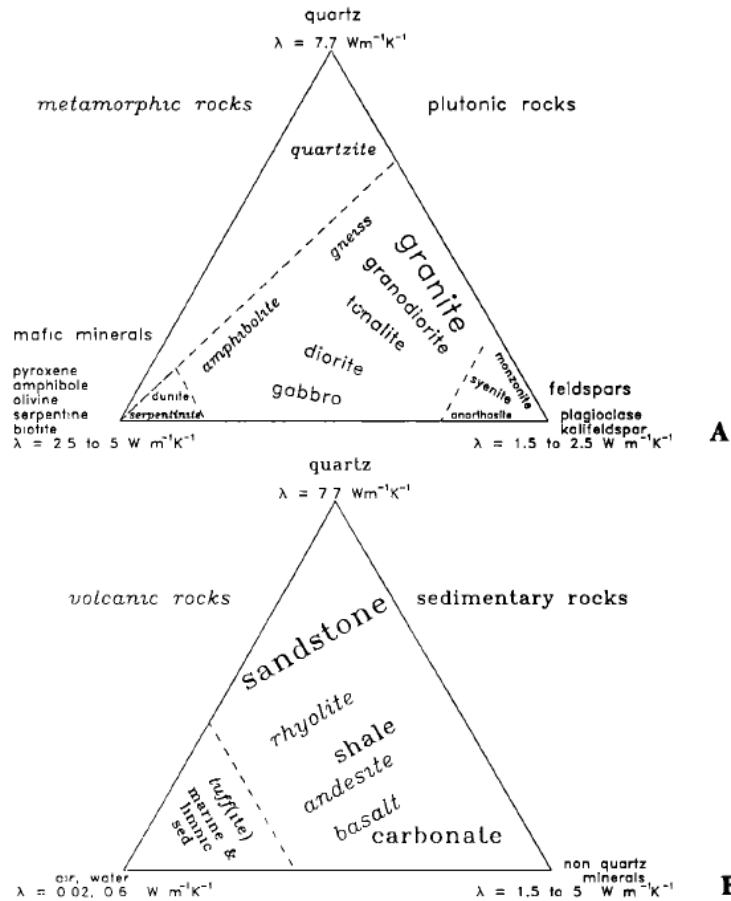 quartz
λ = 7.7 Wm⁻¹K⁻¹
metamorphic rocks
plutonic rocks
quartzite
gneiss
granite
granodiorite
tonalite
amphibolite
diorite
gabbro
mafic minerals
pyroxene
amphibole
olivine
serpentine
biotite
λ = 2 5 to 5 W m⁻¹K⁻¹
dunite
serpentinite
monzonite
syenite
anorthosite
feldspars
plagioclase
kalifeldspar
λ = 1.5 to 2.5 W m⁻¹K⁻¹
A
quartz
λ = 7 7 Wm⁻¹K⁻¹
volcanic rocks
sedimentary rocks
sandstone
rhyolite
shale
andesite
basalt
carbonate
tuff(ite)
marine &
limnic
sed
air, water
λ = 0 02, 0 6 W m⁻¹K⁻¹
non quartz
minerals
λ = 1.5 to 5 W m⁻¹K⁻¹